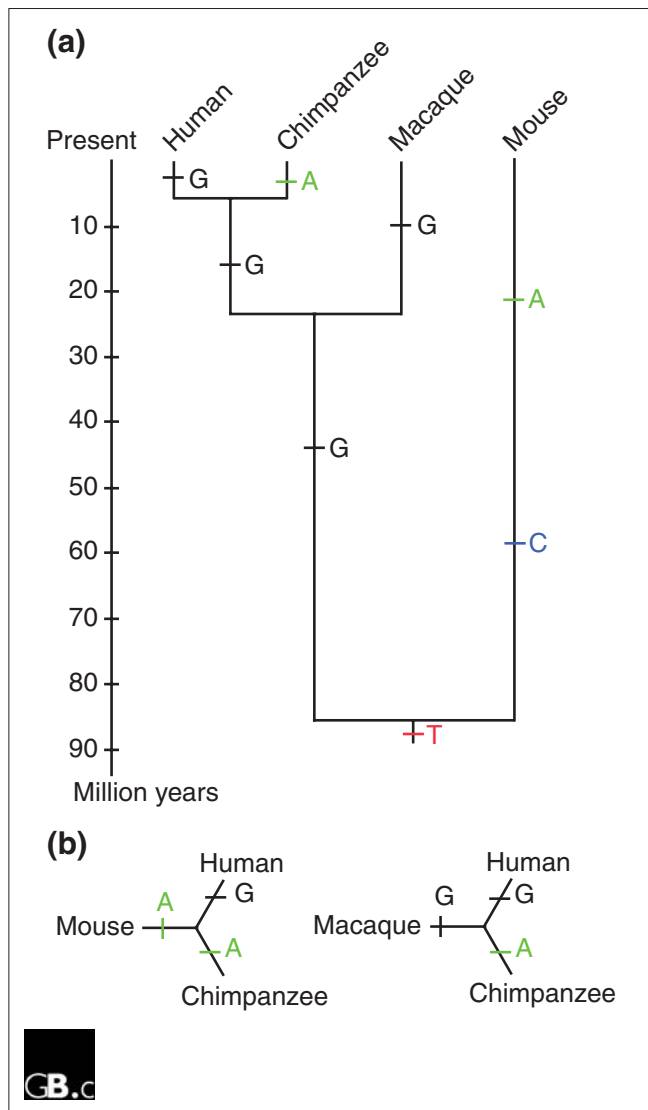 (a)
Human
Chimpanzee
Macaque
Mouse
Present
G
A
10
G
G
20
A
30
40
G
50
C
60
70
80
T
90
Million years
(b)
Human
A
G
Mouse
A
Chimpanzee
Human
G
G
Macaque
A
Chimpanzee
GB.c